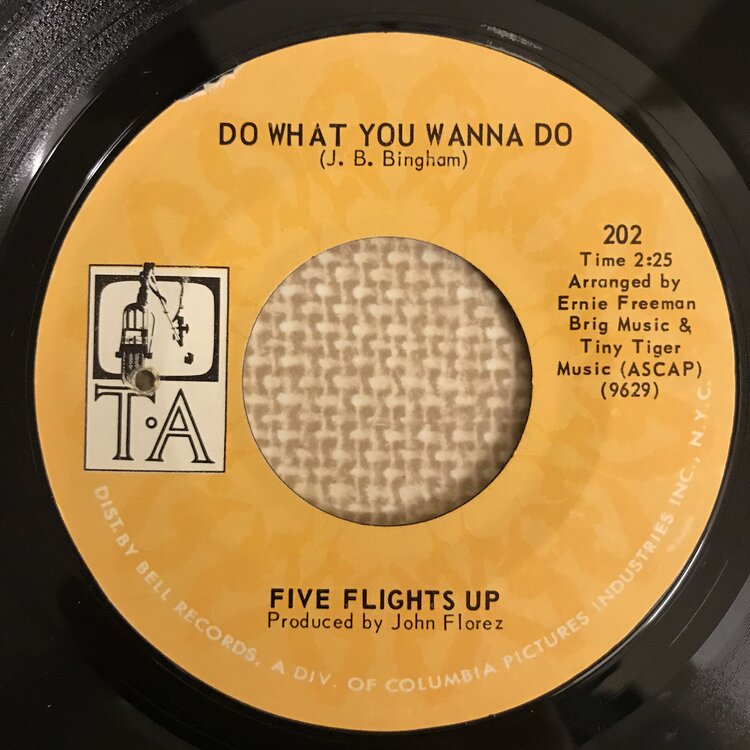 DO WHAT YOU WANNA DO
(J. B. Bingham)
202
Time 2:25
Arranged by
Ernie Freeman
Brig Music &
Tiny Tiger
Music (ASCAP)
(9629)
T·A
FIVE FLIGHTS UP
Produced by John Florez
DIST. BY BELL RECORDS, A DIV. OF COLUMBIA PICTURES INDUSTRIES INC., N.Y.C.